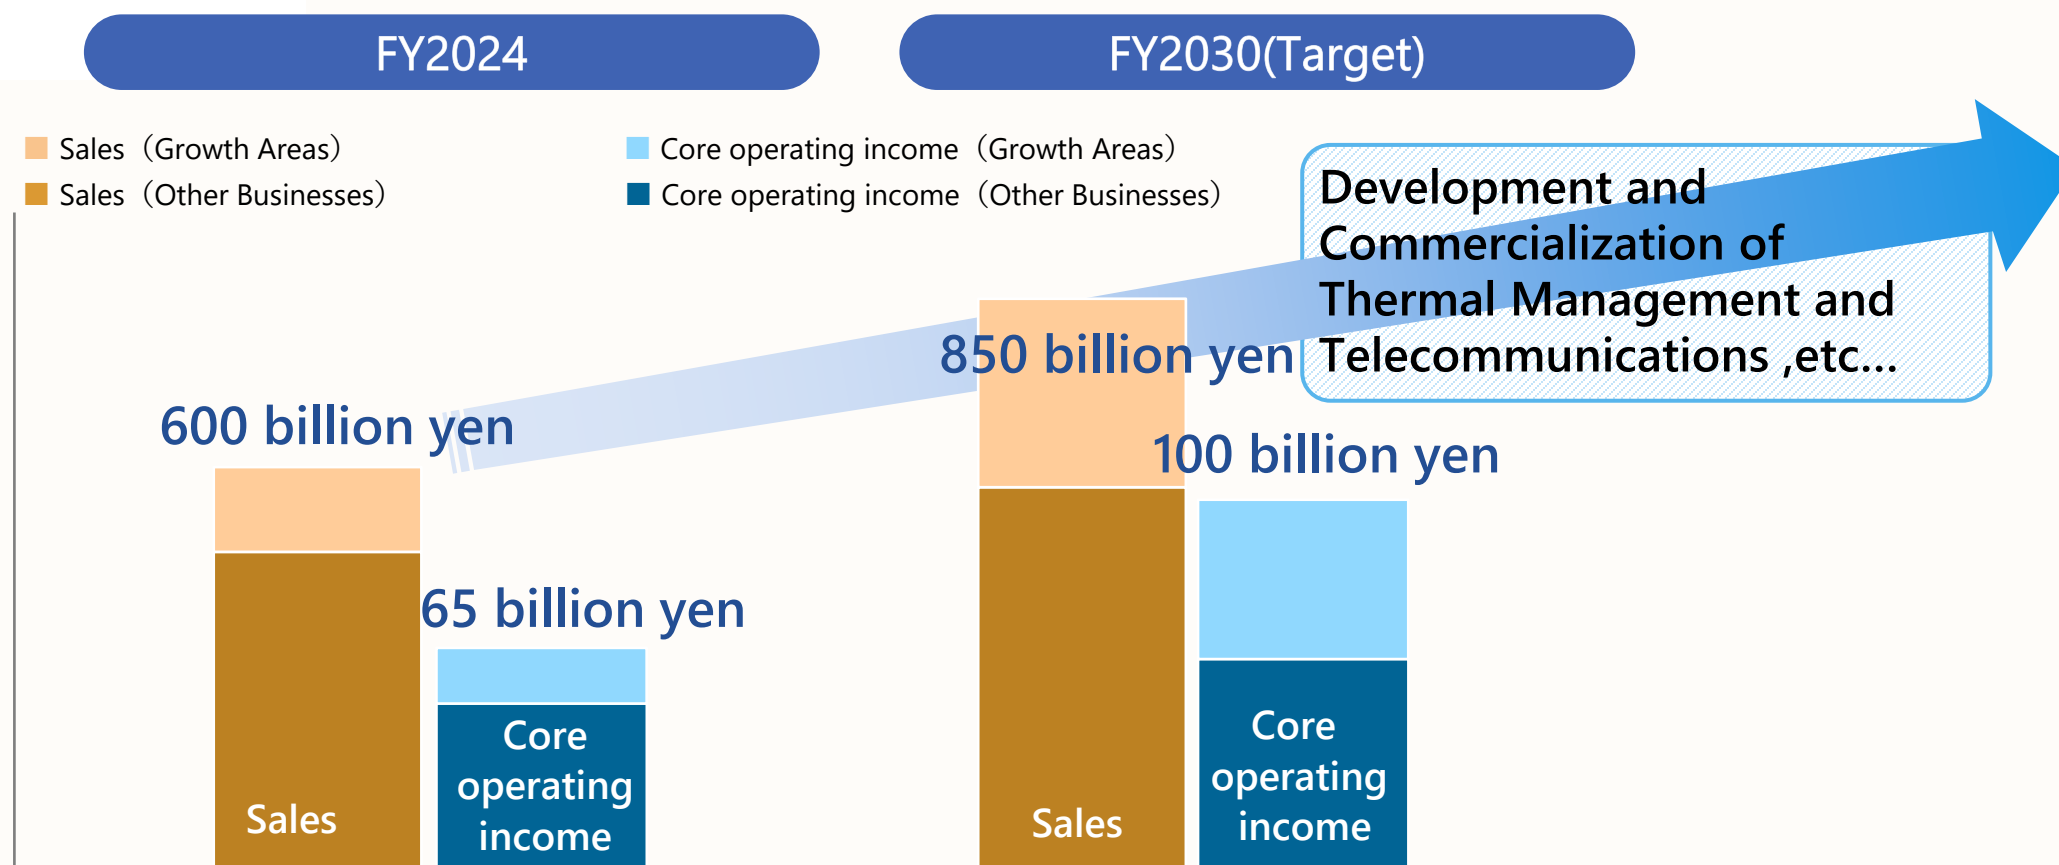 FY2024
FY2030(Target)
Sales（Growth Areas）
Core operating income（Growth Areas）
Sales（Other Businesses）
Core operating income（Other Businesses）
Development and
Commercialization of
Thermal Management and
Telecommunications ,etc...
850 billion yen
600 billion yen
100 billion yen
65 billion yen
Sales
Core
operating
income
Sales
Core
operating
income